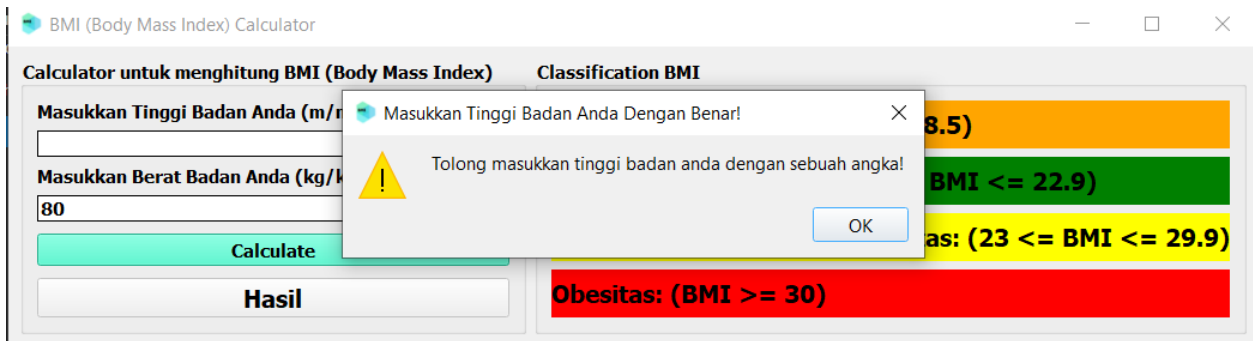 BMI (Body Mass Index) Calculator
Calculator untuk menghitung BMI (Body Mass Index)
Masukkan Tinggi Badan Anda (m/
Masukkan Berat Badan Anda (kg/
80
Calculate
Hasil
Classification BMI
8.5)
BMI <= 22.9)
as: (23 <= BMI <= 29.9)
Obesitas: (BMI >= 30)
Masukkan Tinggi Badan Anda Dengan Benar!
Tolong masukkan tinggi badan anda dengan sebuah angka!
OK